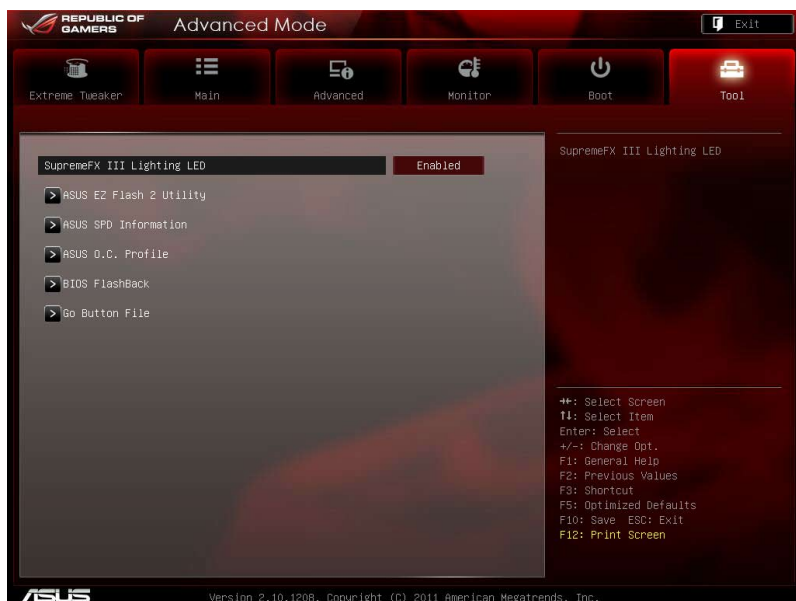 REPUBLIC OF GAMERS
Advanced Mode
Exit
Extreme Tweaker
Main
Advanced
Monitor
Boot
Tool
SupremeFX III Lighting LED
Enabled
ASUS EZ Flash 2 Utility
ASUS SPD Information
ASUS O.C. Profile
BIOS FlashBack
Go Button File
SupremeFX III Lighting LED
→←: Select Screen
↑↓: Select Item
Enter: Select
+/-: Change Opt.
F1: General Help
F2: Previous Values
F3: Shortcut
F5: Optimized Defaults
F10: Save ESC: Exit
F12: Print Screen
ASUS
Version 2.10.1208. Copyright (C) 2011 American Megatrends, Inc.